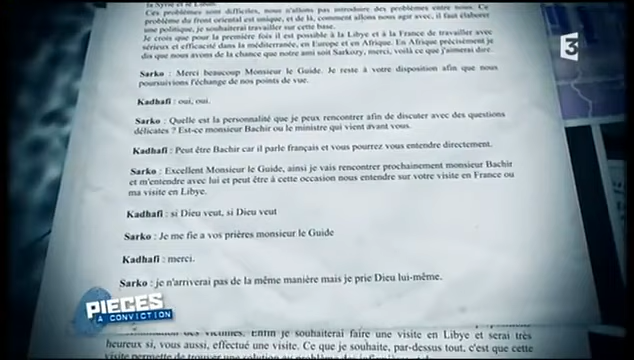 la Syrie et le Liban.
Ces problèmes sont difficiles, nous n'allons pas introduire des problèmes entre nous. Ce
problème du front oriental est unique, et de là, comment allons nous agir avec, il faut élaborer
une politique, je souhaiterai travailler sur cette base.
Je crois que pour la première fois il est possible à la Libye et à la France de travailler avec
sérieux et efficacité dans la méditerranée, en Europe et en Afrique. En Afrique précisément je
dis que nous avons de la chance que notre ami soit Sarkozy, merci, voilà ce que j'aimerai dire
Sarko : Merci beaucoup Monsieur le Guide. Je reste à votre disposition afin que nous
poursuivions l'échange de nos points de vue.
Kadhafi : oui, oui.
Sarko : Quelle est la personnalité que je peux rencontrer afin de discuter avec des questions
délicates ? Est-ce monsieur Bachir ou le ministre qui vient avant vous.
Kadhafi : Peut être Bachir car il parle français et vous pourrez vous entendre directement.
Sarko : Excellent Monsieur le Guide, ainsi je vais rencontrer prochainement monsieur Bachir
et m'entendre avec lui et peut être à cette occasion nous entendre sur votre visite en France ou
ma visite en Libye.
Kadhafi : si Dieu veut, si Dieu veut
Sarko : Je me fie a vos prières monsieur le Guide
Kadhafi : merci.
Sarko : je n'arriverai pas de la même manière mais je prie Dieu lui-même.
des victimes. Enfin je souhaiterai faire une visite en Libye et serai très
heureux si, vous aussi, effectué une visite. Ce que je souhaite, par-dessus tout, c'est que cette
visite permette de trouver une solution au problème des
3
PIECES
A CONVICTION